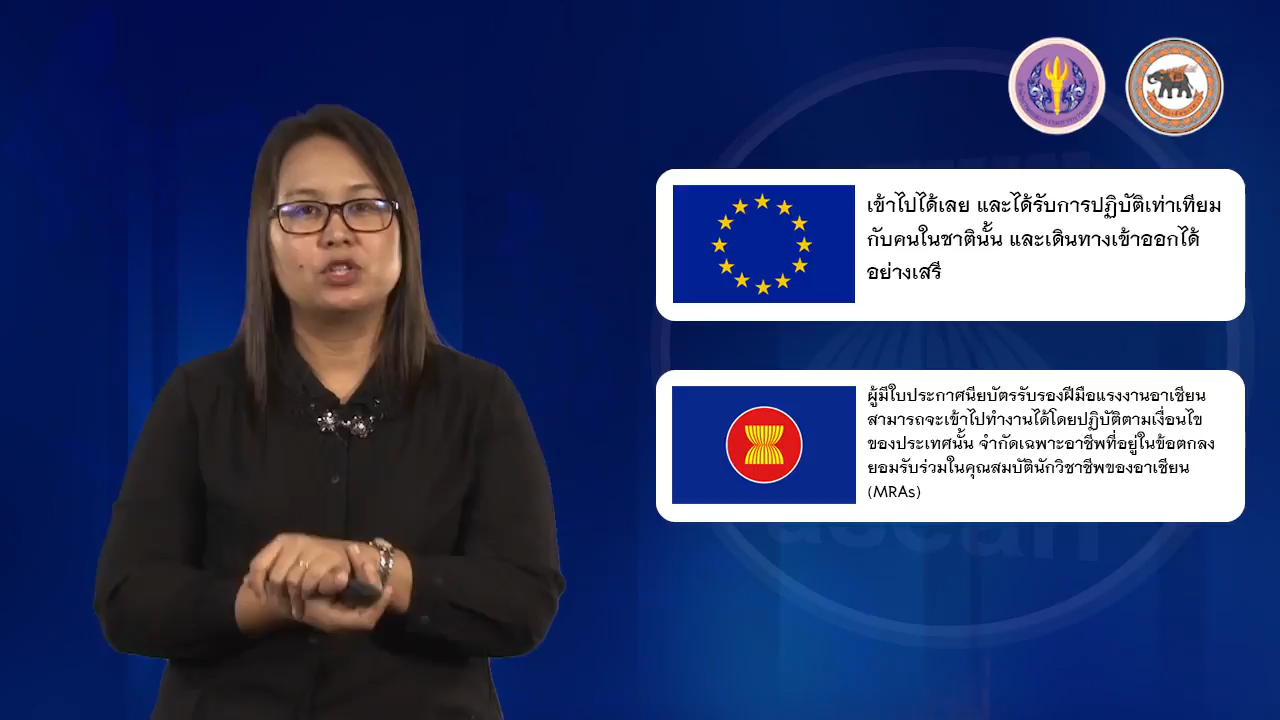 เข้าไปได้เลย และได้รับการปฏิบัติเท่าเทียม
กับคนในชาตินั้น และเดินทางเข้าออกได้
อย่างเสรี
ผู้มีใบประกาศนียบัตรรับรองฝีมือแรงงานอาเซียน
สามารถจะเข้าไปทำงานได้โดยปฏิบัติตามเงื่อนไข
ของประเทศนั้น จำกัดเฉพาะอาชีพที่อยู่ในข้อตกลง
ยอมรับร่วมในคุณสมบัตินักวิชาชีพของอาเซียน
(MRAs)
asean